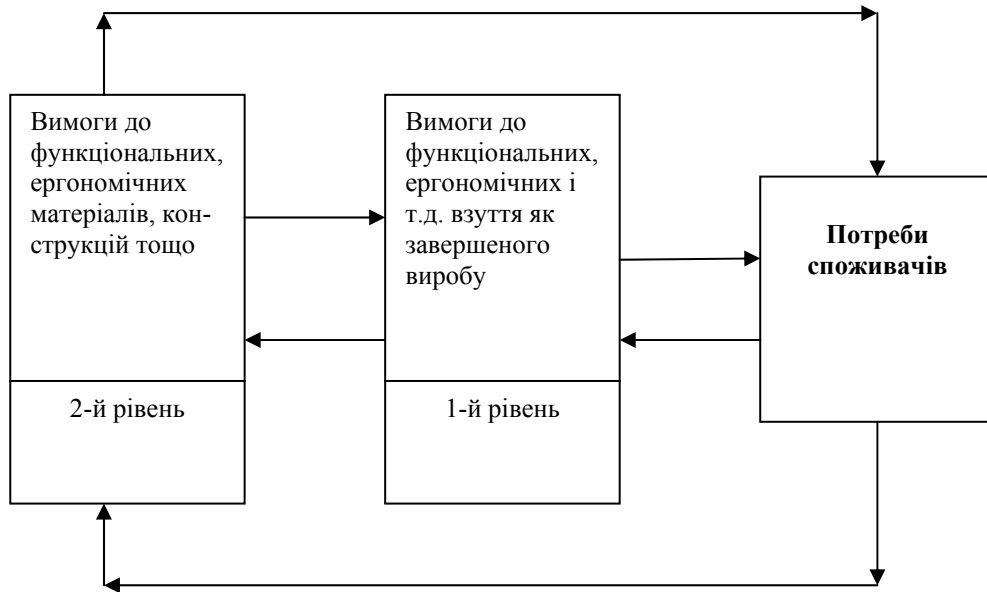 Вимоги до
функціональних,
ергономічних
матеріалів, кон-
струкцій тощо
2-й рівень
Вимоги до
функціональних,
ергономічних і
т.д. взуття як
завершеного
виробу
1-й рівень
Потреби
споживачів